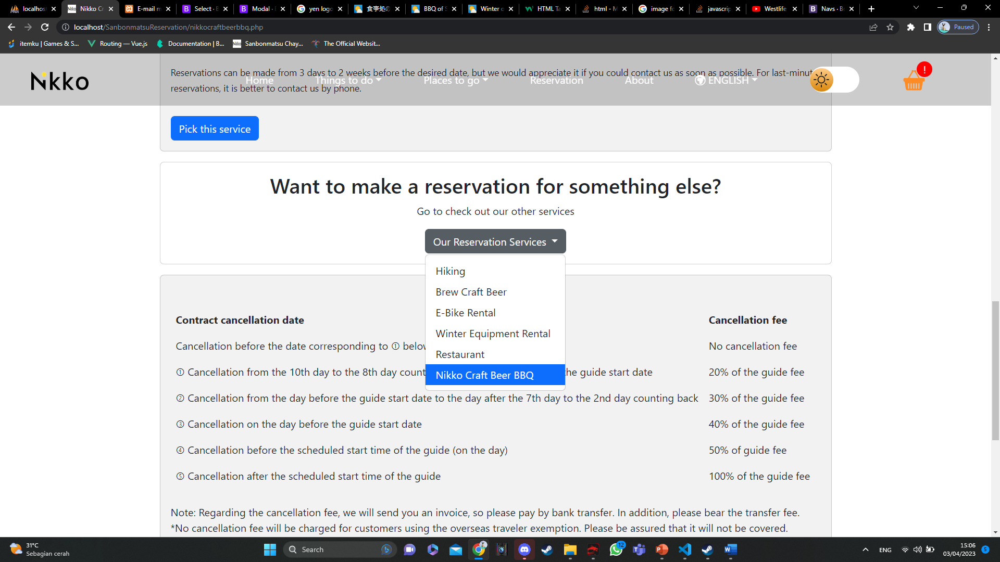 localhost
Nikko Cr
E-mail m
Select · B
Modal ·
yen logo
食事処の
BBQ of S
Winter o
HTML Ta
html - M
image fo
javascrip
Westlife
Navs · Bo
localhost/SanbonmatsuReservation/nikkocraftbeerbbq.php
Paused
itemku | Games & S...
Routing — Vue.js
Documentation | B...
Sanbonmatsu Chay...
The Official Websit...
Nikko
Home
Things to do
Places to go
Reservation
About
ENGLISH
!
Reservations can be made from 3 days to 2 weeks before the desired date, but we would appreciate it if you could contact us as soon as possible. For last-minut
reservations, it is better to contact us by phone.
Pick this service
Want to make a reservation for something else?
Go to check out our other services
Our Reservation Services
Hiking
Brew Craft Beer
E-Bike Rental
Winter Equipment Rental
Restaurant
Nikko Craft Beer BBQ
Contract cancellation date Cancellation fee
Cancellation before the date corresponding to ① below No cancellation fee
① Cancellation from the 10th day to the 8th day count the guide start date 20% of the guide fee
② Cancellation from the day before the guide start date to the day after the 7th day to the 2nd day counting back 30% of the guide fee
③ Cancellation on the day before the guide start date 40% of the guide fee
④ Cancellation before the scheduled start time of the guide (on the day) 50% of guide fee
⑤ Cancellation after the scheduled start time of the guide 100% of the guide fee
Note: Regarding the cancellation fee, we will send you an invoice, so please pay by bank transfer. In addition, please bear the transfer fee.
*No cancellation fee will be charged for customers using the overseas traveler exemption. Please be assured that it will not be covered.
31°C
Sebagian cerah
Search
12
ENG
15:06
03/04/2023
5